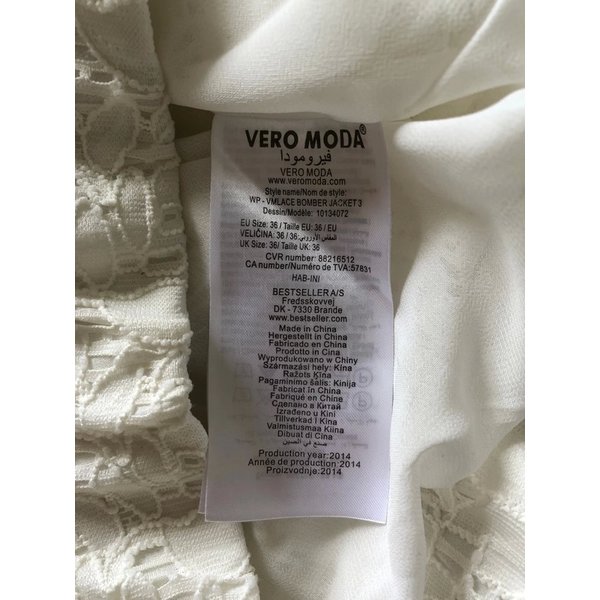 VERO MODA®
فيرومودا
VERO MODA
www.veromoda.com
Style name/Nom de style:
WP - VMLACE BOMBER JACKET 3
Dessin/Modèle: 10134072
EU Size: 36 / Taille EU: 36 / EU
VELIČINA: 36 / 36 :المقاس الأوروبي
UK Size: 36/ Taille UK: 36
CVR number: 88216512
CA number/Numéro de TVA:57831
HAB-INI
BESTSELLER A/S
Fredsskovvej
DK - 7330 Brande
www.bestseller.com
Made in China
Hergestellt in China
Fabricado en China
Prodotto in Cina
Wyprodukowano w Chiny
Származási hely: Kína
Ražots Ķīna
Pagaminimo šalis: Kinija
Fabricat în China
Fabriqué en Chine
Сделано в Китай
Izrađeno u Kini
Tillverkad I Kina
Valmistusmaa Kiina
Dibuat di Cina
صنع في الصين
Production year: 2014
Année de production: 2014
Proizvodnje: 2014